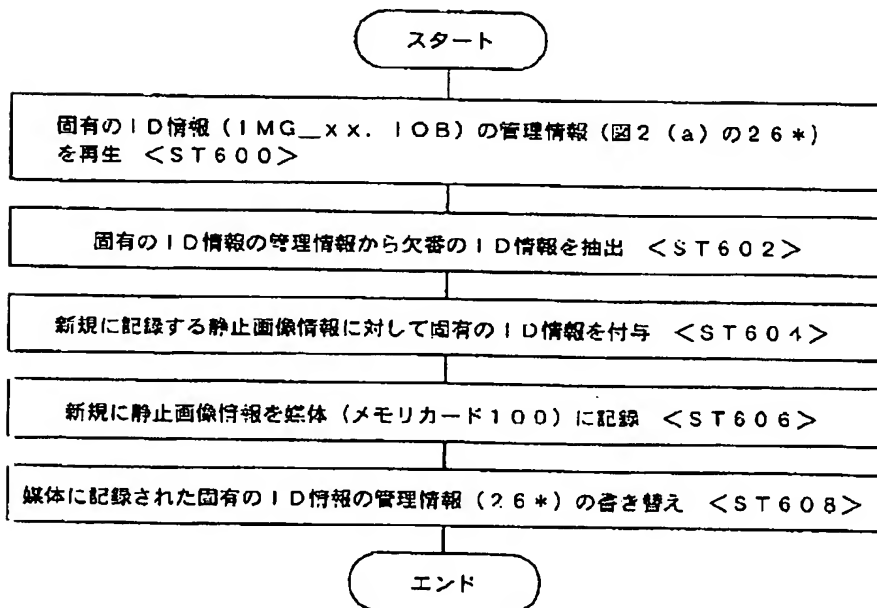 スタート
固有のID情報(IMG__xx.IOB)の管理情報(図2(a)の26*)
を再生 <ST600>
固有のID情報の管理情報から欠番のID情報を抽出 <ST602>
新規に記録する静止画像情報に対して固有のID情報を付与 <ST604>
新規に静止画像情報を媒体(メモリカード100)に記録 <ST606>
媒体に記録された固有のID情報の管理情報(26*)の書き替え <ST608>
エンド